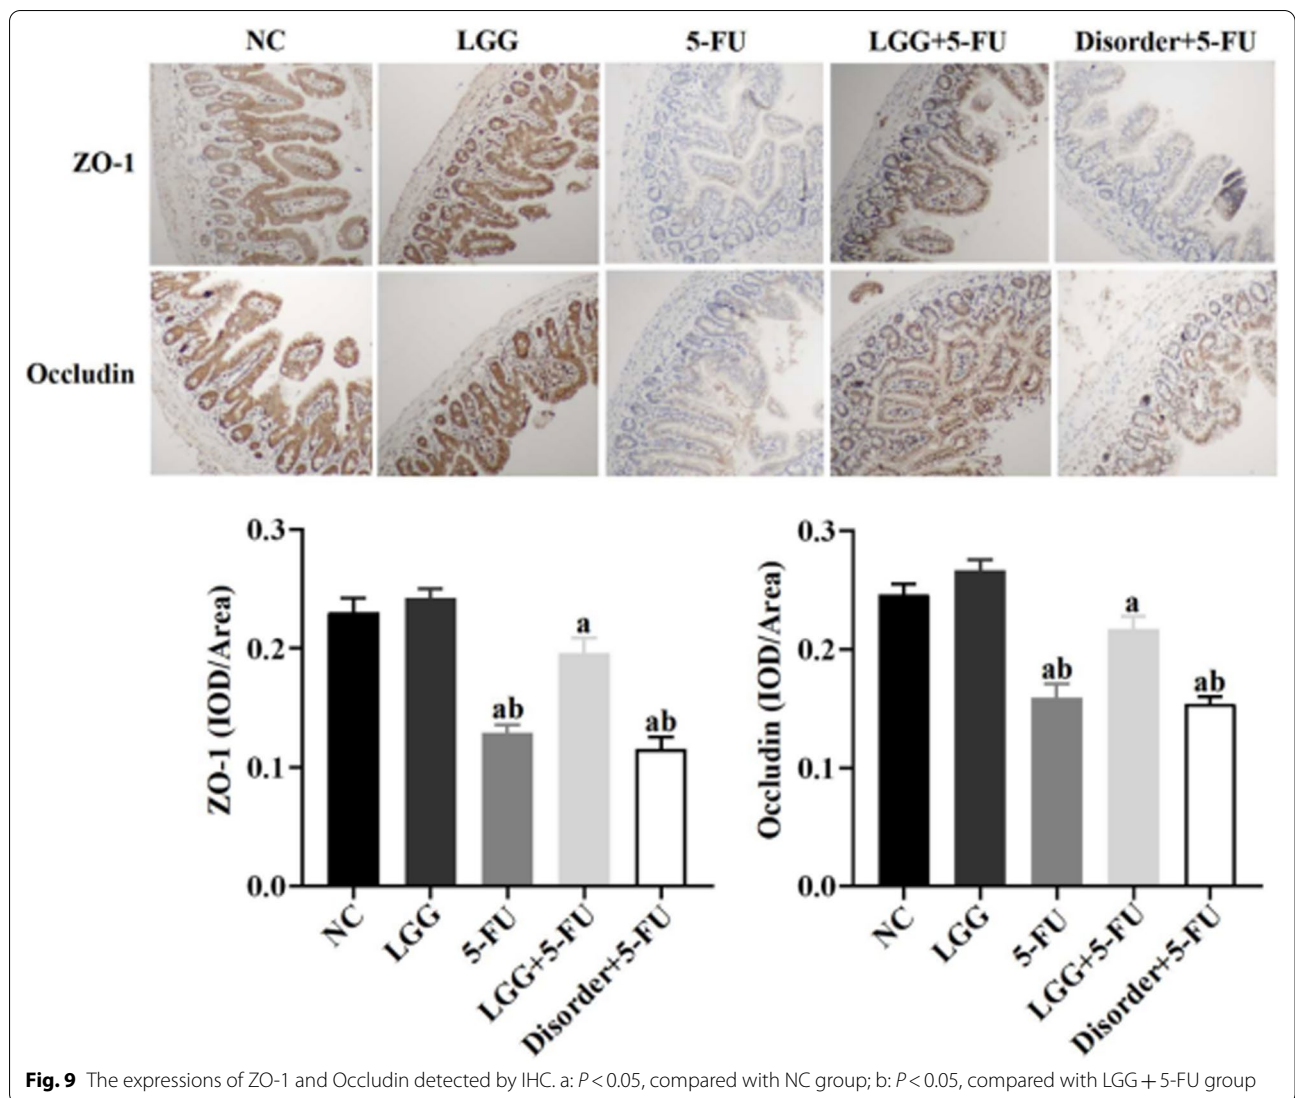 NC LGG 5-FU LGG+5-FU Disorder+5-FU
ZO-1
Occludin
ZO-1 (IOD/Area)
0.3
0.2
0.1
0.0
a
ab
ab
NC
LGG
5-FU
LGG+5-FU
Disorder+5-FU
Occludin (IOD/Area)
0.3
0.2
0.1
0.0
a
ab
ab
NC
LGG
5-FU
LGG+5-FU
Disorder+5-FU
Fig. 9 The expressions of ZO-1 and Occludin detected by IHC. a: P < 0.05, compared with NC group; b: P < 0.05, compared with LGG + 5-FU group